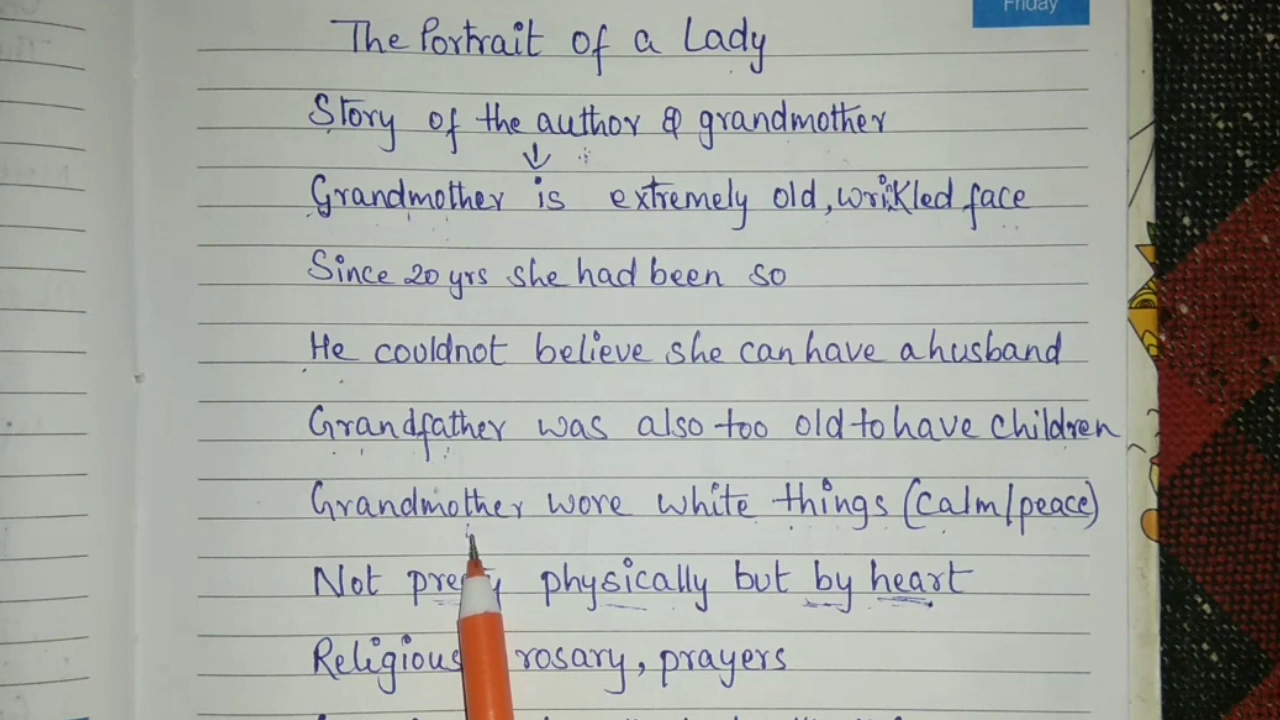 Friday
The Portrait of a Lady
Story of the author & grandmother
↓
Grandmother is extremely old, wrinkled face
Since 20 yrs she had been so
He couldnot believe she can have a husband
Grandfather was also too old to have children
Grandmother wore white things (calm/peace)
Not physically but by heart
Religious rosary, prayers